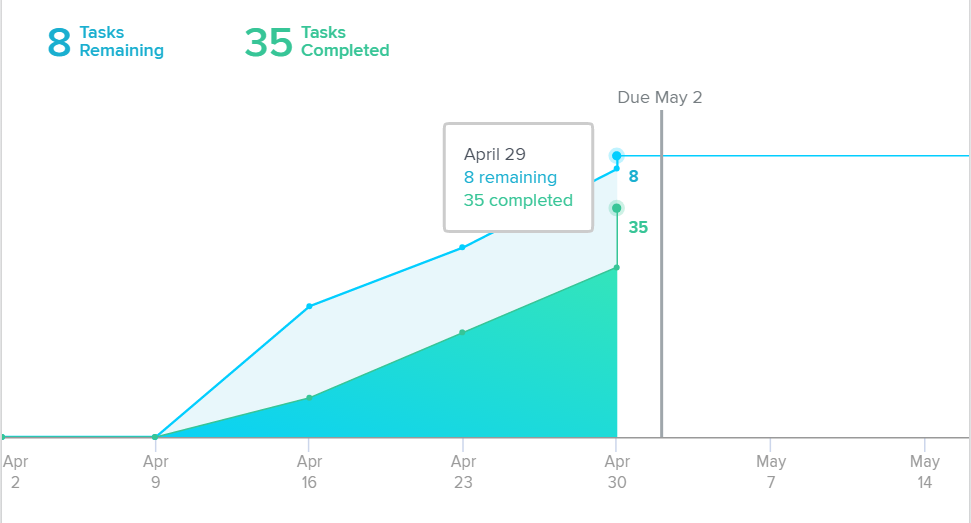 8 Tasks Remaining
35 Tasks Completed
Due May 2
April 29
8 remaining
35 completed
8
35
Apr 2
Apr 9
Apr 16
Apr 23
Apr 30
May 7
May 14